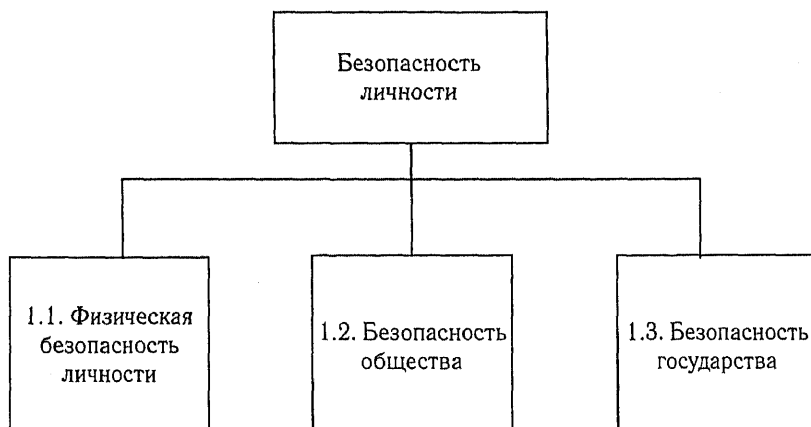 Безопасность
личности
1.1. Физическая
безопасность
личности
1.2. Безопасность
общества
1.3. Безопасность
государства